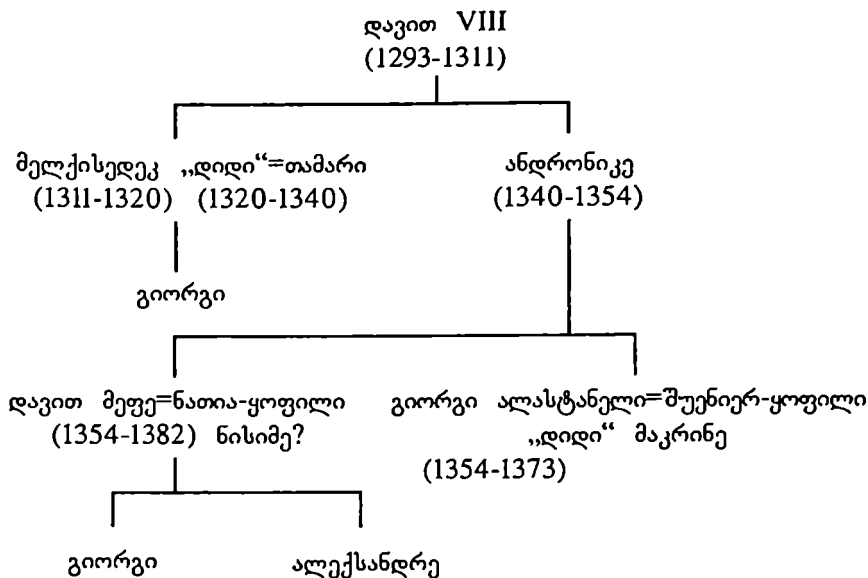 დავით VIII
(1293-1311)
მელქისედეკ „დიდი“=თამარი
(1311-1320) (1320-1340)
ანდრონიკე
(1340-1354)
გიორგი
დავით მეფე=ნათია-ყოფილი
(1354-1382) ნისიმე?
გიორგი ალასტანელი=შუენიერ-ყოფილი
„დიდი“ მაკრინე
(1354-1373)
გიორგი
ალექსანდრე